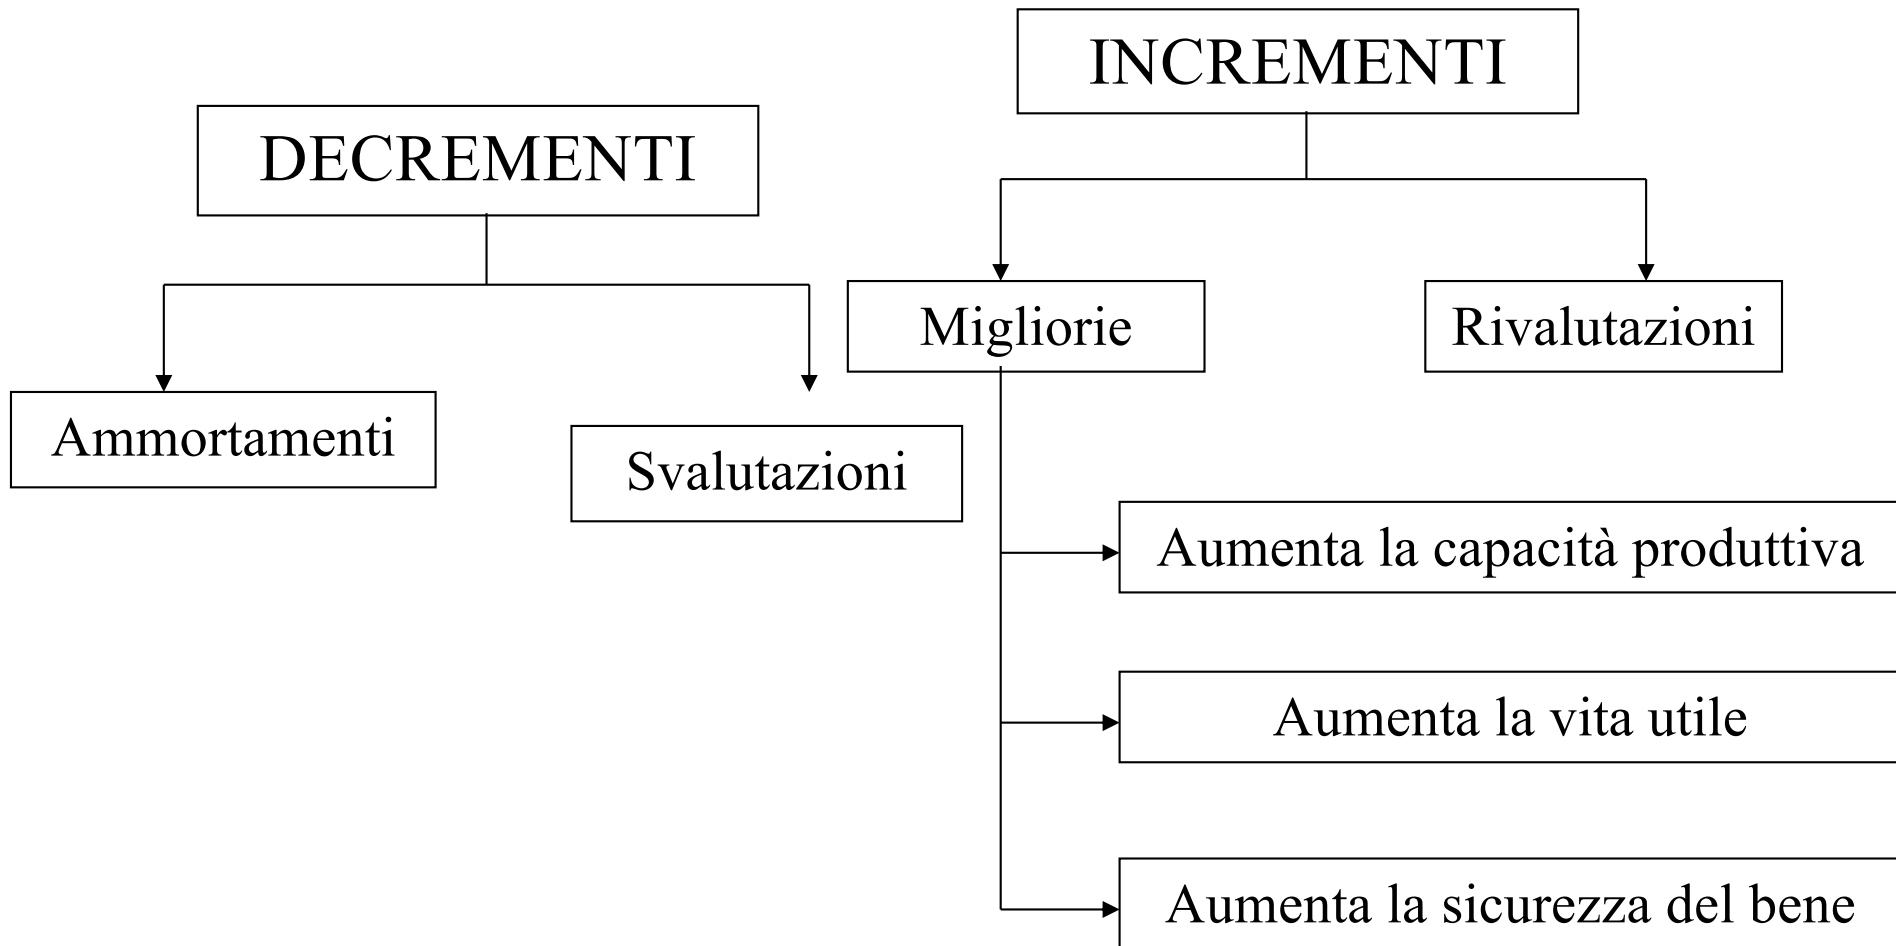 INCREMENTI
DECREMENTI
Migliorie
Rivalutazioni
Ammortamenti
Svalutazioni
Aumenta la capacità produttiva
Aumenta la vita utile
Aumenta la sicurezza del bene